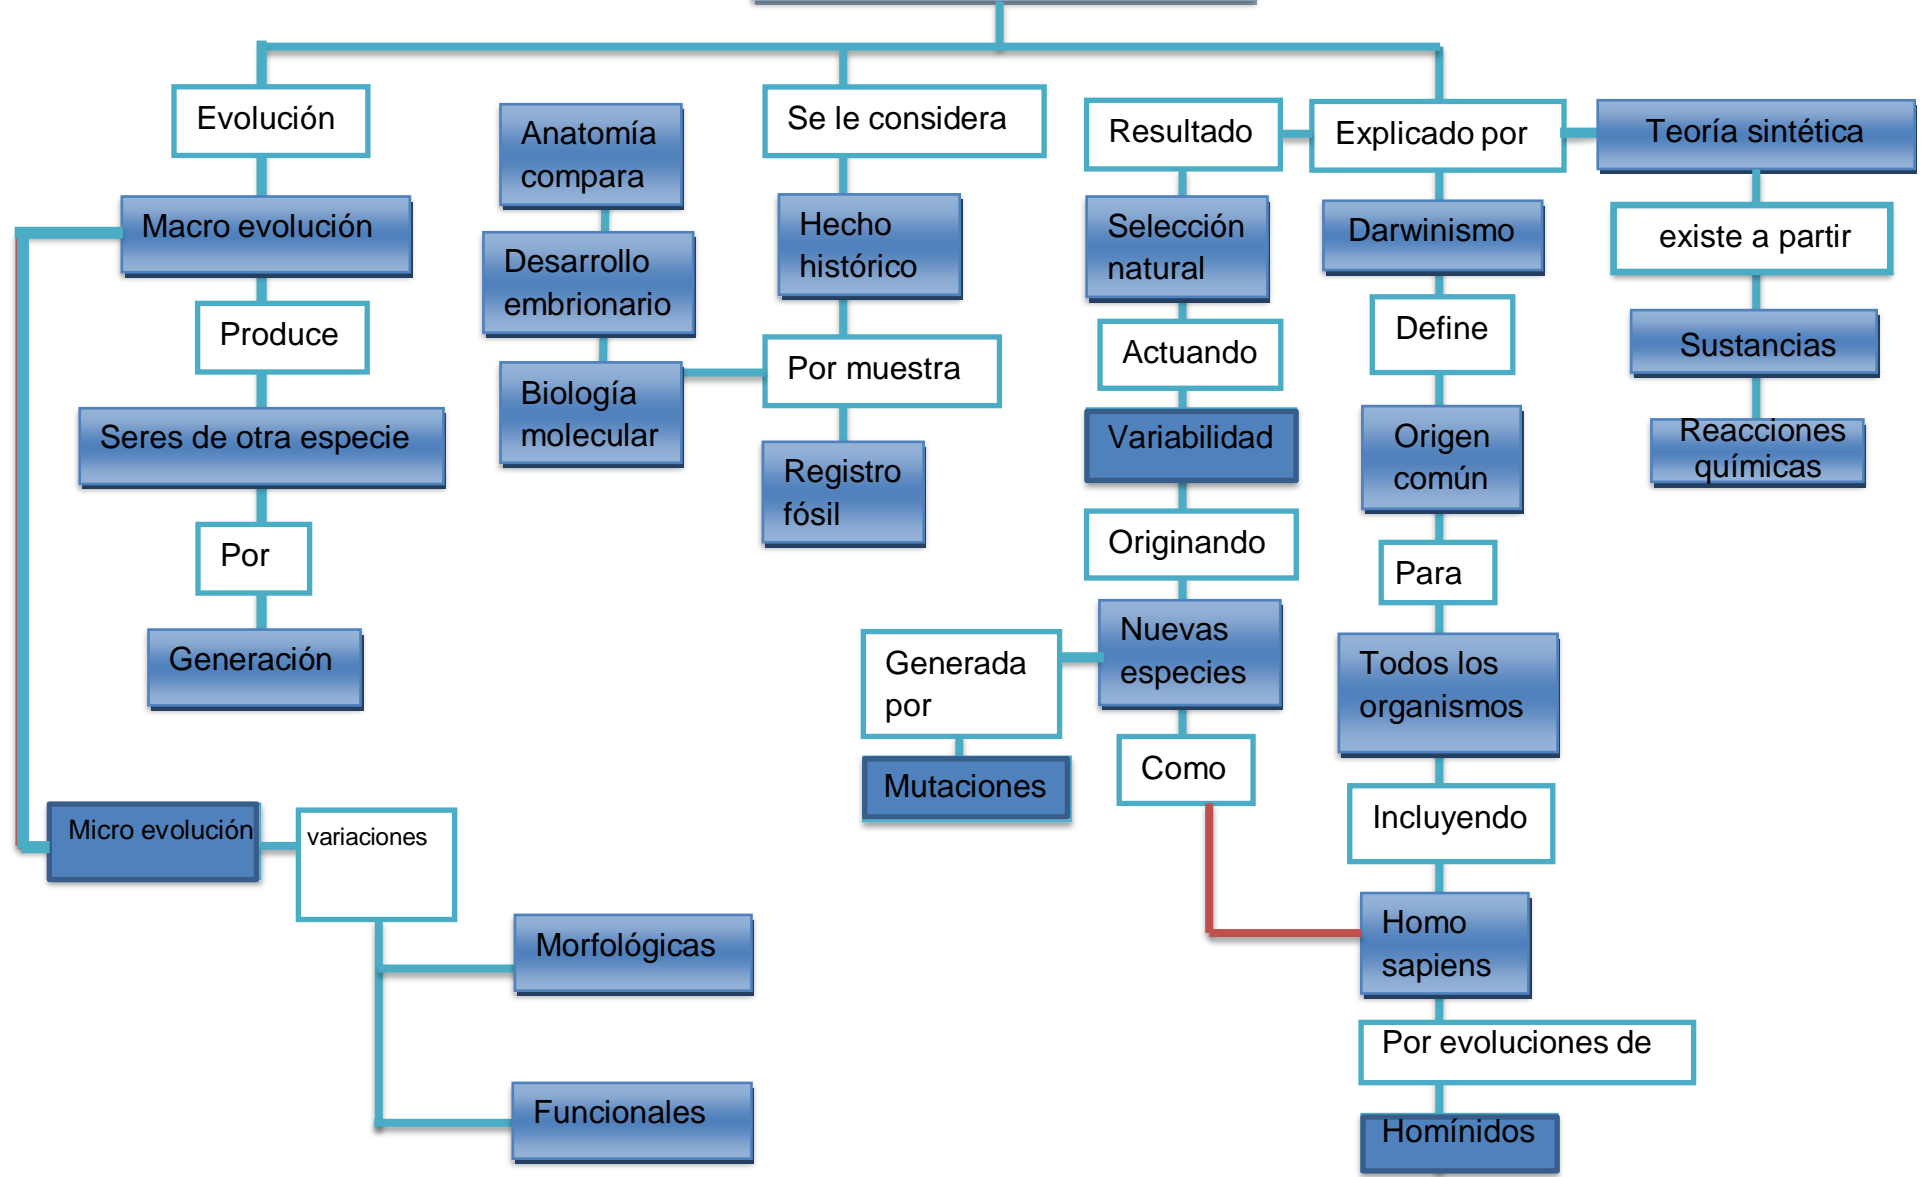 Evolución
Anatomía
compara
Se le considera
Resultado
Explicado por
Teoría sintética
Macro evolución
Desarrollo
embrionario
Hecho
histórico
Selección
natural
Darwinismo
existe a partir
Produce
Biología
molecular
Por muestra
Actuando
Define
Sustancias
Seres de otra especie
Registro
fósil
Variabilidad
Origen
común
Reacciones
químicas
Por
Originando
Para
Generación
Generada
por
Nuevas
especies
Todos los
organismos
Mutaciones
Como
Incluyendo
Micro evolución
variaciones
Morfológicas
Homo
sapiens
Por evoluciones de
Funcionales
Homínidos